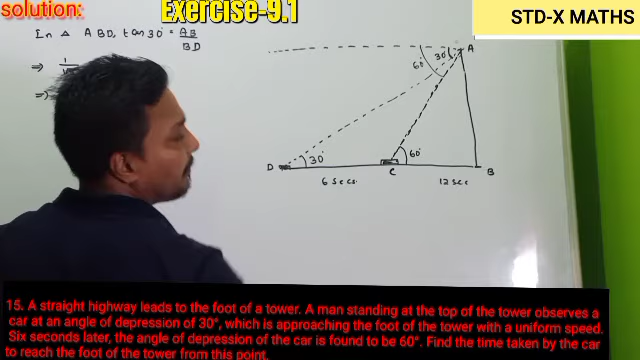 solution:
Exercise-9.1
STD-X MATHS
In △ ABD, tan 30° = AB
BD
⇒ 1
⇒
A
30°
60°
30°
60°
D
C
B
6 secs.
12 sec
15. A straight highway leads to the foot of a tower. A man standing at the top of the tower observes a
car at an angle of depression of 30°, which is approaching the foot of the tower with a uniform speed.
Six seconds later, the angle of depression of the car is found to be 60°. Find the time taken by the car
to reach the foot of the tower from this point.